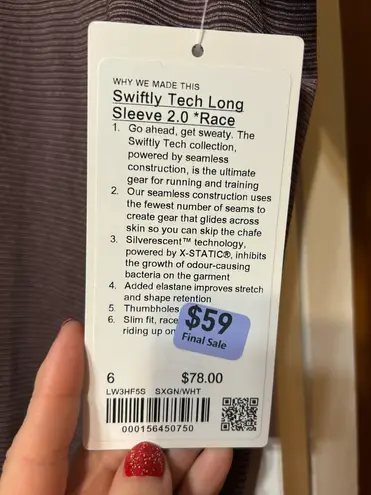 WHY WE MADE THIS
Swiftly Tech Long
Sleeve 2.0 *Race
1. Go ahead, get sweaty. The
Swiftly Tech collection,
powered by seamless
construction, is the ultimate
gear for running and training
2. Our seamless construction uses
the fewest number of seams to
create gear that glides across
skin so you can skip the chafe
3. Silverescent™ technology,
powered by X-STATIC®, inhibits
the growth of odour-causing
bacteria on the garment
4. Added elastane improves stretch
and shape retention
5. Thumbholes
6. Slim fit, race
riding up on
$59
Final Sale
6 $78.00
LW3HF5S SXGN/WHT
000156450750